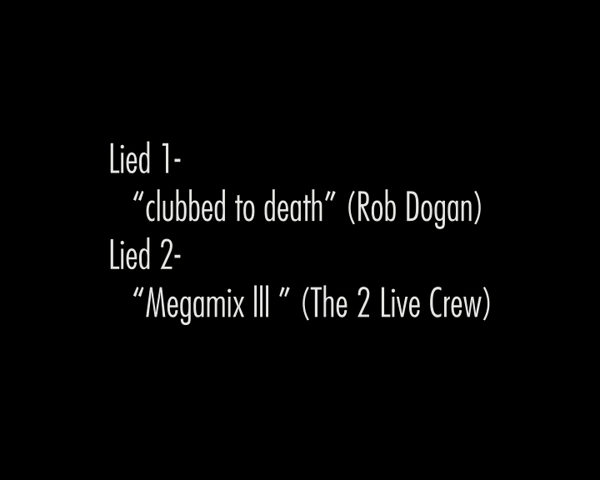 Lied 1-
“clubbed to death” (Rob Dogan)
Lied 2-
“Megamix lll ” (The 2 Live Crew)